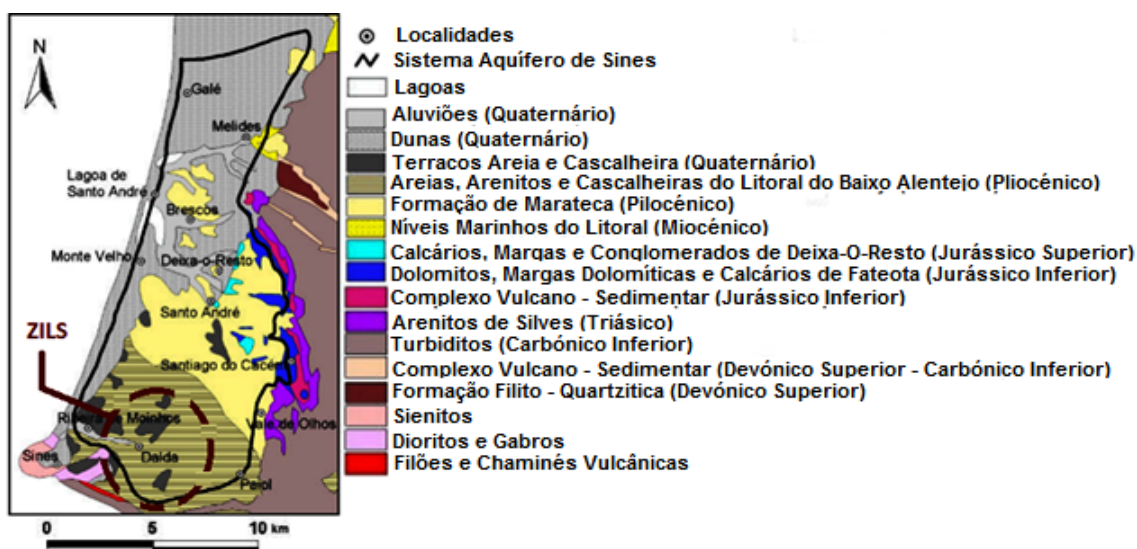 N
Galé
Melides
Lagoa de
Santo André
Brescos
Monte Velho
Deixa-o-Resto
Santo André
ZILS
Santiago do Cacém
Ribeira de Moinhos
Vale de Olhos
Sines
Dalda
Paiol
0 5 10 km
Localidades
Sistema Aquífero de Sines
Lagoas
Aluviões (Quaternário)
Dunas (Quaternário)
Terracos Areia e Cascalheira (Quaternário)
Areias, Arenitos e Cascalheiras do Litoral do Baixo Alentejo (Pliocénico)
Formação de Marateca (Pilocénico)
Níveis Marinhos do Litoral (Miocénico)
Calcários, Margas e Conglomerados de Deixa-O-Resto (Jurássico Superior)
Dolomitos, Margas Dolomíticas e Calcários de Fateota (Jurássico Inferior)
Complexo Vulcano - Sedimentar (Jurássico Inferior)
Arenitos de Silves (Triásico)
Turbiditos (Carbónico Inferior)
Complexo Vulcano - Sedimentar (Devónico Superior - Carbónico Inferior)
Formação Filito - Quartzitica (Devónico Superior)
Sienitos
Dioritos e Gabros
Filões e Chaminés Vulcânicas